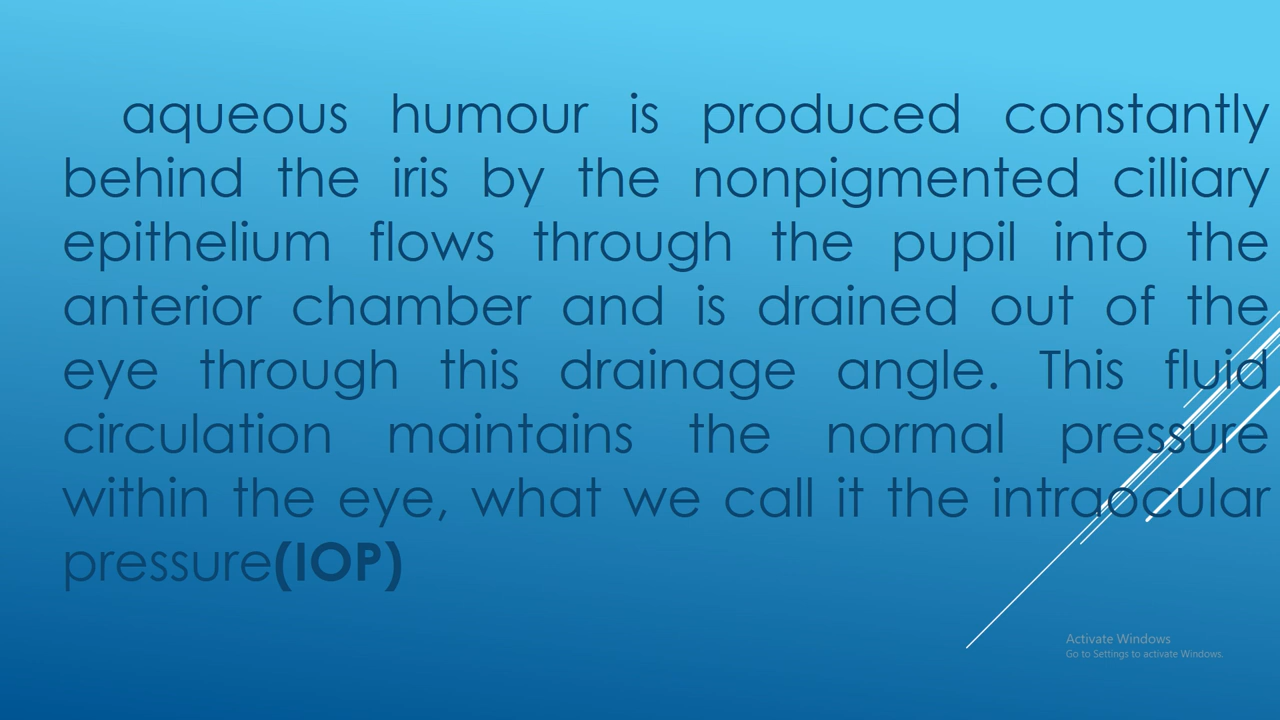 aqueous humour is produced constantly
behind the iris by the nonpigmented cilliary
epithelium flows through the pupil into the
anterior chamber and is drained out of the
eye through this drainage angle. This fluid
circulation maintains the normal pressure
within the eye, what we call it the intraocular
pressure(IOP)
Activate Windows
Go to Settings to activate Windows.